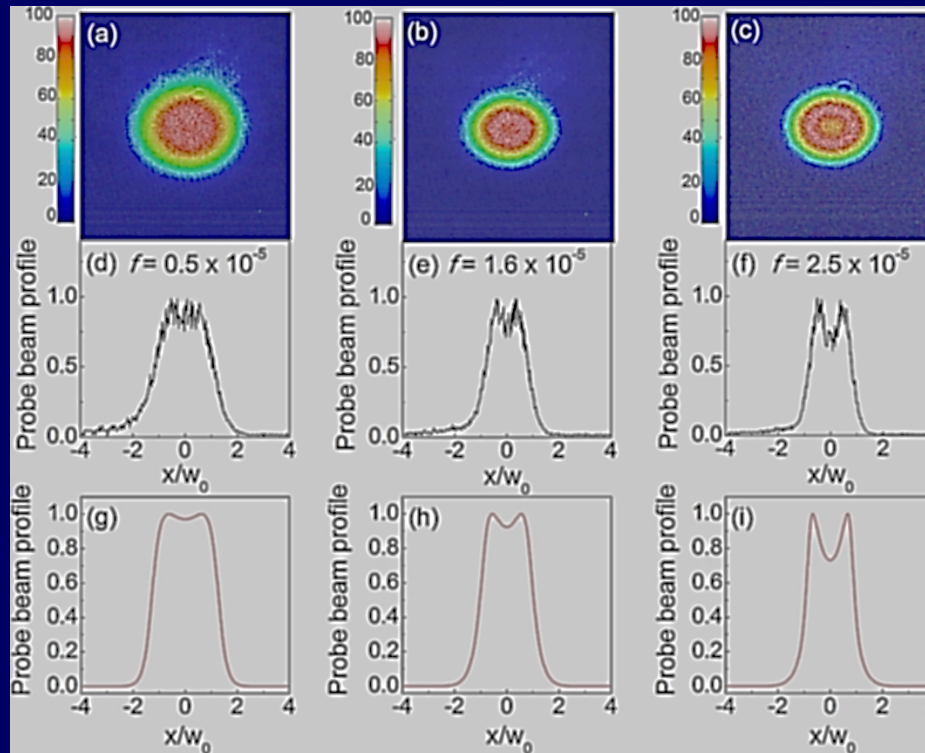 100
80
60
40
20
0
(a)
100
80
60
40
20
0
(b)
100
80
60
40
20
0
(c)
Probe beam profile
1.0
0.5
0.0
(d) f = 0.5 x 10-5
-4 -2 0 2 4
x/w0
Probe beam profile
1.0
0.5
0.0
(e) f = 1.6 x 10-5
-4 -2 0 2 4
x/w0
Probe beam profile
1.0
0.5
0.0
(f) f = 2.5 x 10-5
-4 -2 0 2
x/w0
Probe beam profile
1.0
0.8
0.6
0.4
0.2
0.0
(g)
-4 -2 0 2 4
x/w0
Probe beam profile
1.0
0.8
0.6
0.4
0.2
0.0
(h)
-4 -2 0 2 4
x/w0
Probe beam profile
1.0
0.8
0.6
0.4
0.2
0.0
(i)
-4 -2 0 2
x/w0